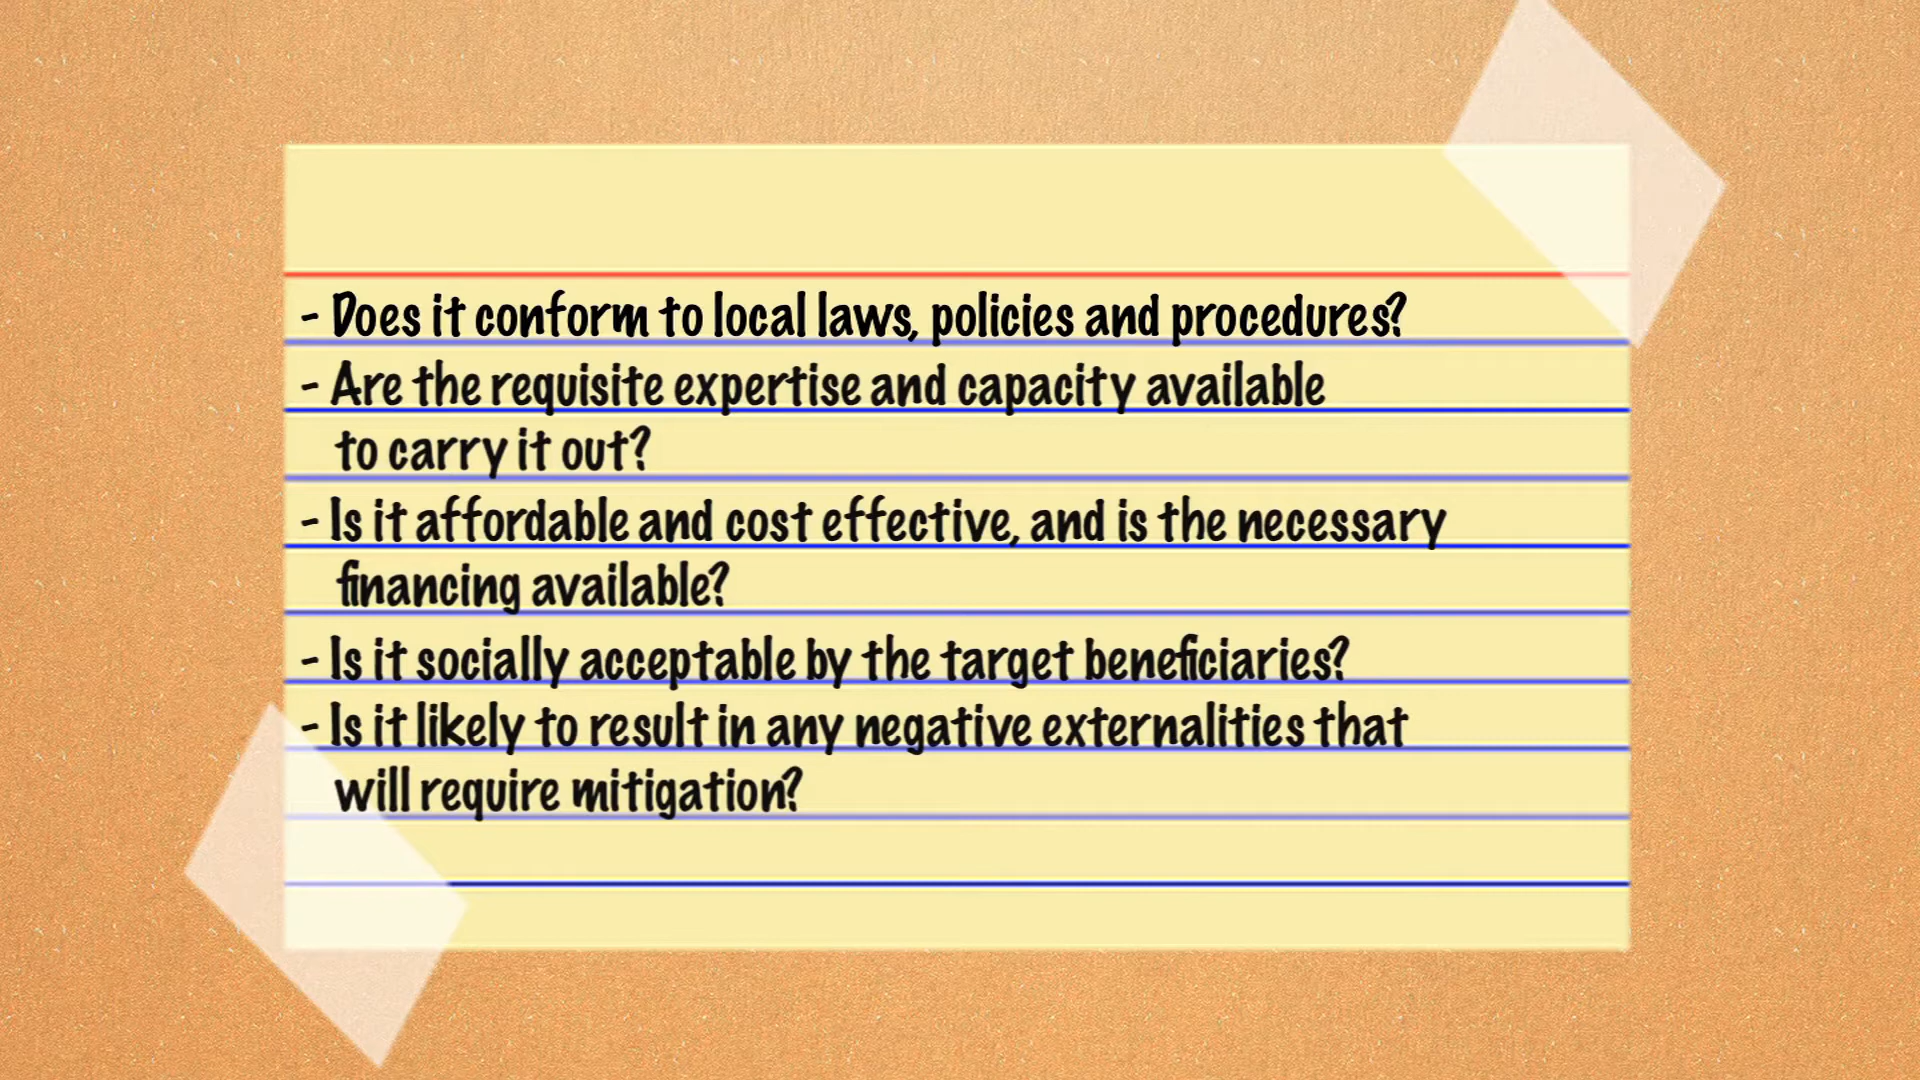 - Does it conform to local laws, policies and procedures?
- Are the requisite expertise and capacity available
to carry it out?
- Is it affordable and cost effective, and is the necessary
financing available?
- Is it socially acceptable by the target beneficiaries?
- Is it likely to result in any negative externalities that
will require mitigation?